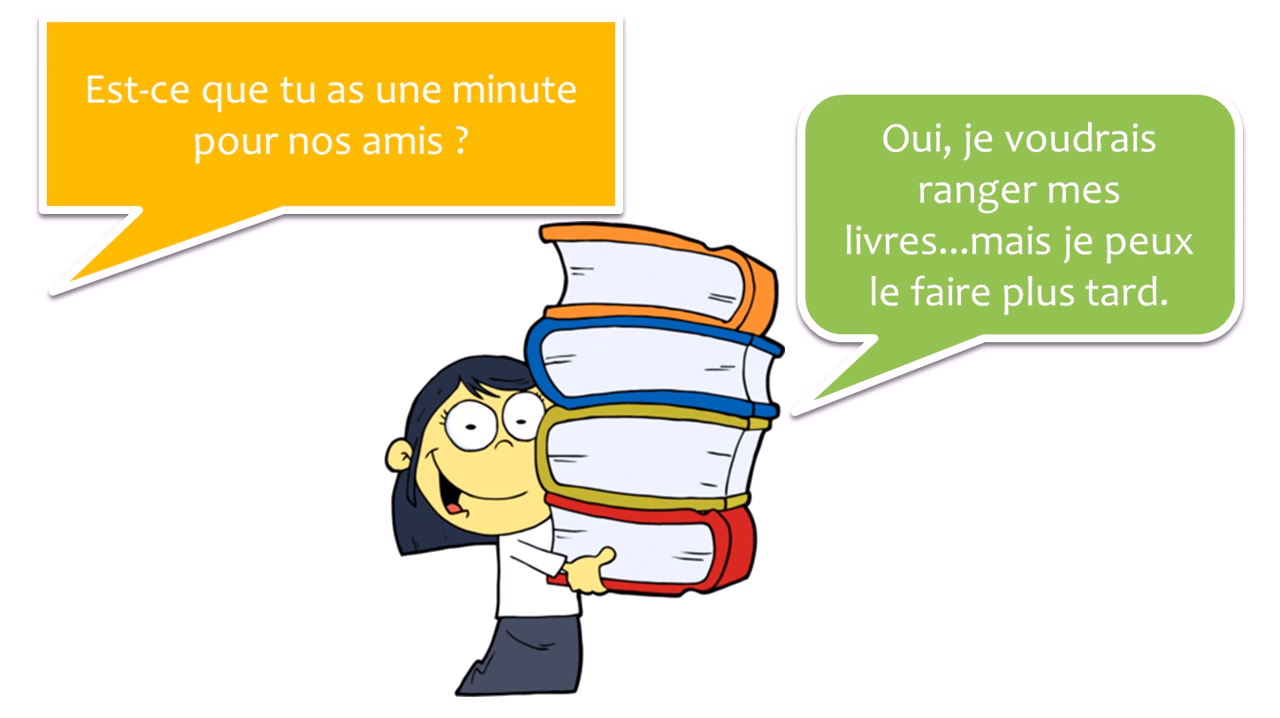 Est-ce que tu as une minute
pour nos amis ?
Oui, je voudrais
ranger mes
livres...mais je peux
le faire plus tard.